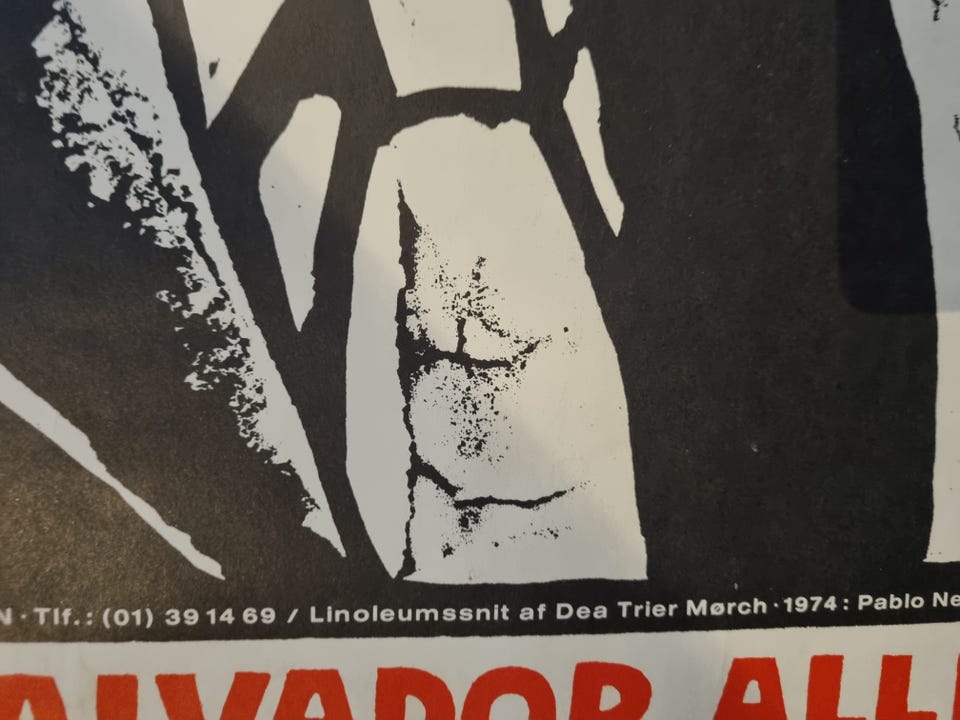 N · Tlf.: (01) 39 14 69 / Linoleumssnit af Dea Trier Mørch · 1974: Pablo Ne
ALVADOR ALL